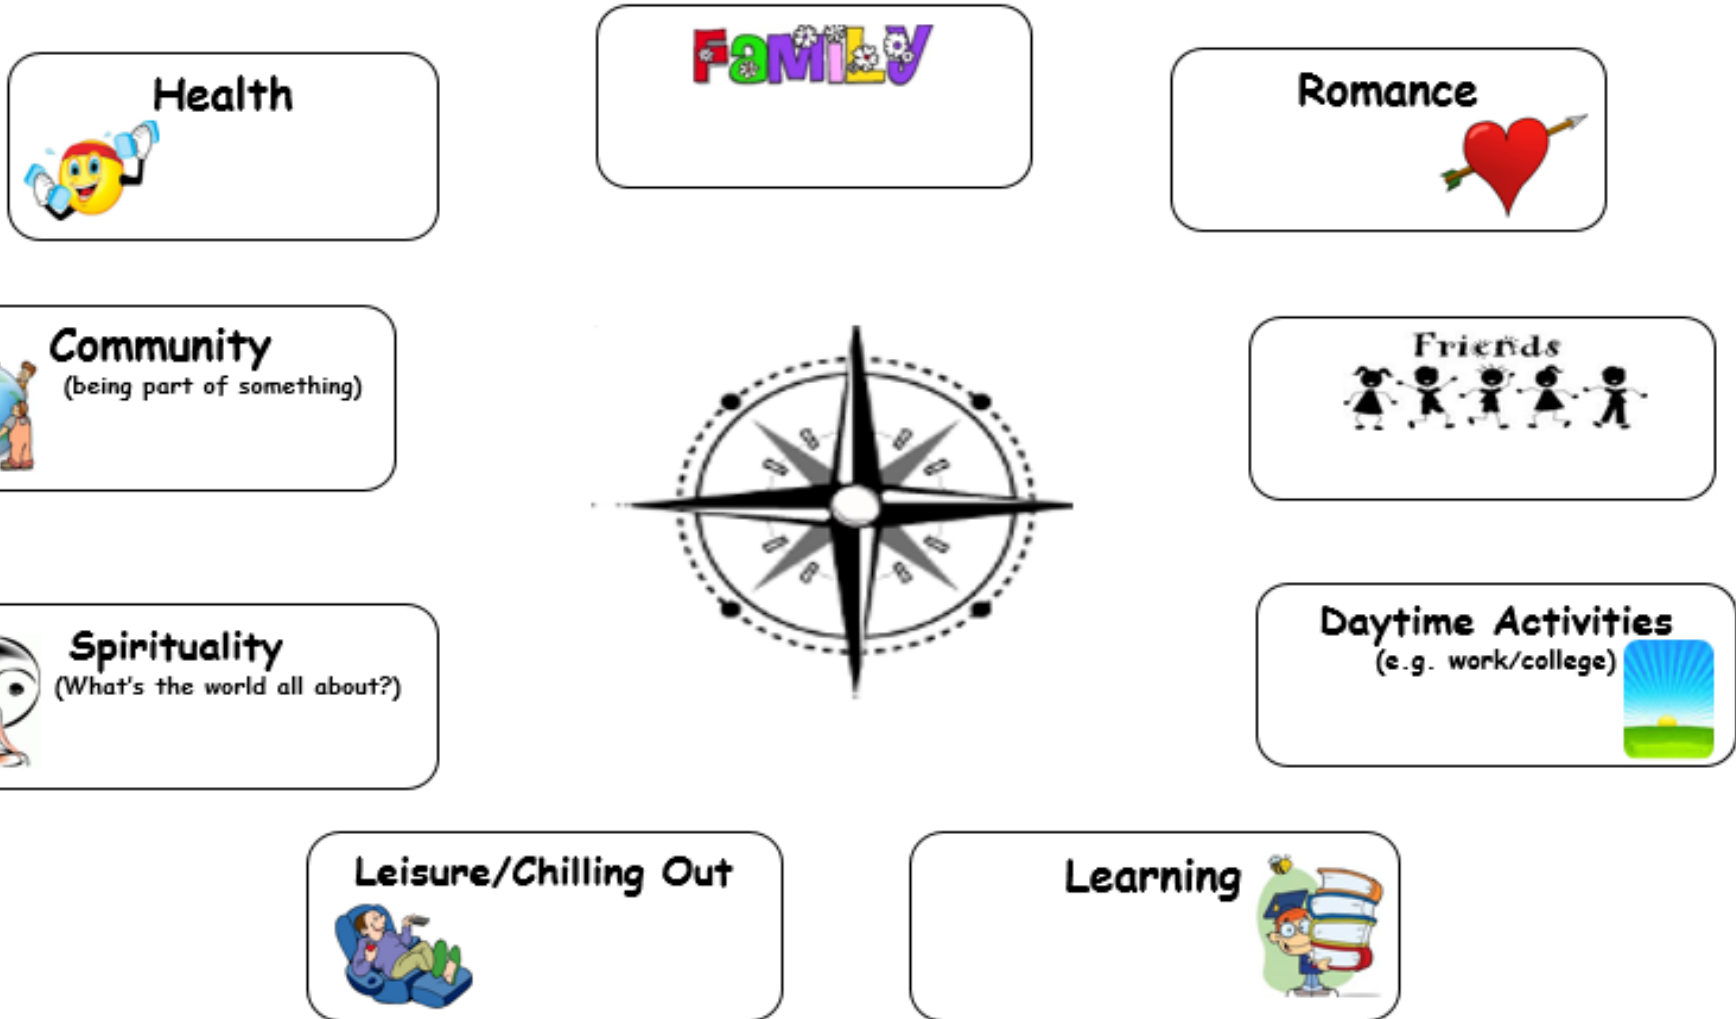 FaMiLy
Health
Romance
Community
(being part of something)
Friends
Spirituality
(What's the world all about?)
Daytime Activities
(e.g. work/college)
Leisure/Chilling Out
Learning